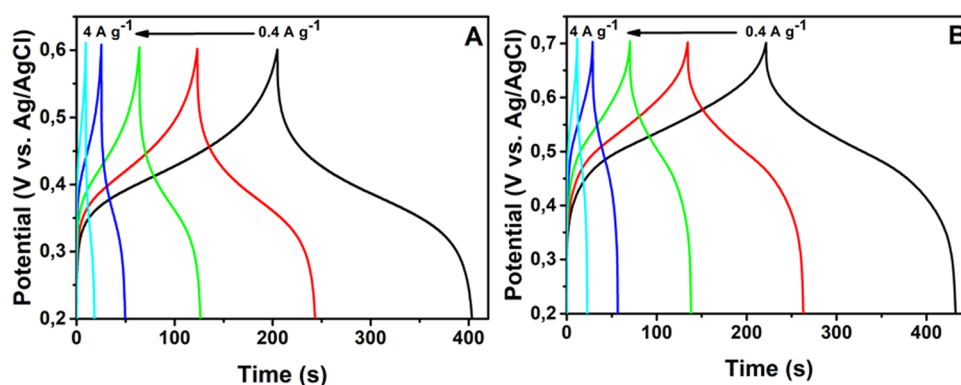 4 A g⁻¹ 0.4 A g⁻¹ A
Potential (V vs. Ag/AgCl)
0,6
0,5
0,4
0,3
0,2
0 100 200 300 400
Time (s)
4 A g⁻¹ 0.4 A g⁻¹ B
Potential (V vs. Ag/AgCl)
0,7
0,6
0,5
0,4
0,3
0,2
0 100 200 300 400
Time (s)